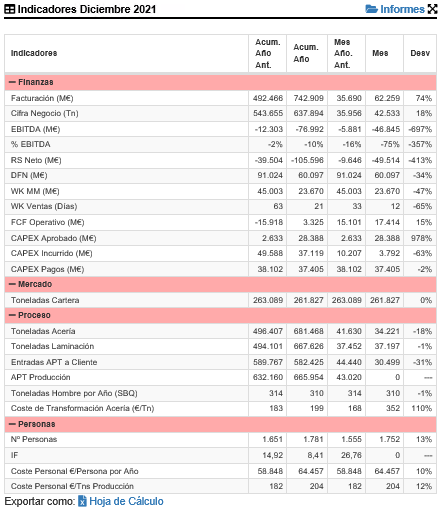 Indicadores Diciembre 2021 Informes
Indicadores Acum. Año Ant. Acum. Año Mes Año. Ant. Mes Desv
Finanzas
Facturación (M€) 492.466 742.909 35.690 62.259 74%
Cifra Negocio (Tn) 543.655 637.894 35.956 42.533 18%
EBITDA (M€) -12.303 -76.992 -5.881 -46.845 -697%
% EBITDA -2% -10% -16% -75% -357%
RS Neto (M€) -39.504 -105.596 -9.646 -49.514 -413%
DFN (M€) 91.024 60.097 91.024 60.097 -34%
WK MM (M€) 45.003 23.670 45.003 23.670 -47%
WK Ventas (Días) 63 21 33 12 -65%
FCF Operativo (M€) -15.918 3.325 15.101 17.414 15%
CAPEX Aprobado (M€) 2.633 28.388 2.633 28.388 978%
CAPEX Incurrido (M€) 49.588 37.119 10.207 3.792 -63%
CAPEX Pagos (M€) 38.102 37.405 38.102 37.405 -2%
Mercado
Toneladas Cartera 263.089 261.827 263.089 261.827 0%
Proceso
Toneladas Acería 496.407 681.468 41.630 34.221 -18%
Toneladas Laminación 494.101 667.626 37.452 37.197 -1%
Entradas APT a Cliente 589.767 582.425 44.440 30.499 -31%
APT Producción 632.160 665.954 43.020 0 ---
Toneladas Hombre por Año (SBQ) 314 310 314 310 -1%
Coste de Transformación Acería (€/Tn) 183 199 168 352 110%
Personas
Nº Personas 1.651 1.781 1.555 1.752 13%
IF 14,92 8,41 26,76 0 ---
Coste Personal €/Persona por Año 58.848 64.457 58.848 64.457 10%
Coste Personal €/Tns Producción 182 204 182 204 12%
Exportar como: Hoja de Cálculo